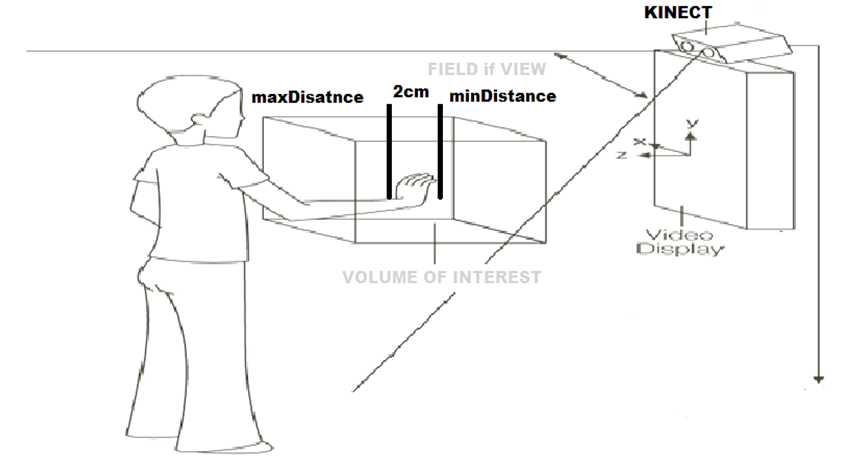 KINECT
FIELD if VIEW
maxDisatnce 2cm minDistance
y
x
z
Video
Display
VOLUME OF INTEREST